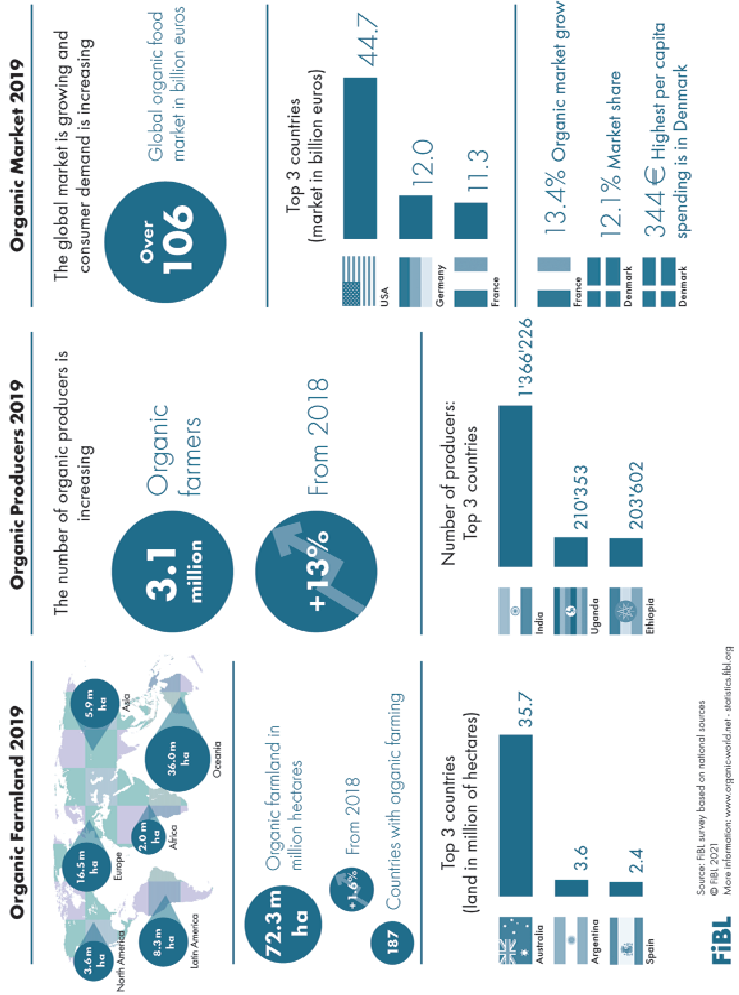 Organic Farmland 2019
3.6 m
ha
North America
16.5 m
ha
Europe
5.9 m
ha
Asia
8.3 m
ha
Latin America
2.0 m
ha
Africa
36.0 m
ha
Oceania
72.3 m
ha
Organic farmland in
million hectares
+1.6%
From 2018
187
Countries with organic farming
Top 3 countries
(land in million of hectares)
Australia
35.7
Argentina
3.6
Spain
2.4
Organic Producers 2019
The number of organic producers is
increasing
3.1
million
Organic
farmers
+13%
From 2018
Number of producers:
Top 3 countries
India
1'366'226
Uganda
210'353
Ethiopia
203'602
Organic Market 2019
The global market is growing and
consumer demand is increasing
Over
106
Global organic food
market in billion euros
Top 3 countries
(market in billion euros)
USA
44.7
Germany
12.0
France
11.3
France
13.4% Organic market grow
Denmark
12.1% Market share
Denmark
344 € Highest per capita
spending is in Denmark
FiBL
Source: FiBL survey based on national sources
© FiBL 2021
More information: www.organic-world.net - statistics.fibl.org